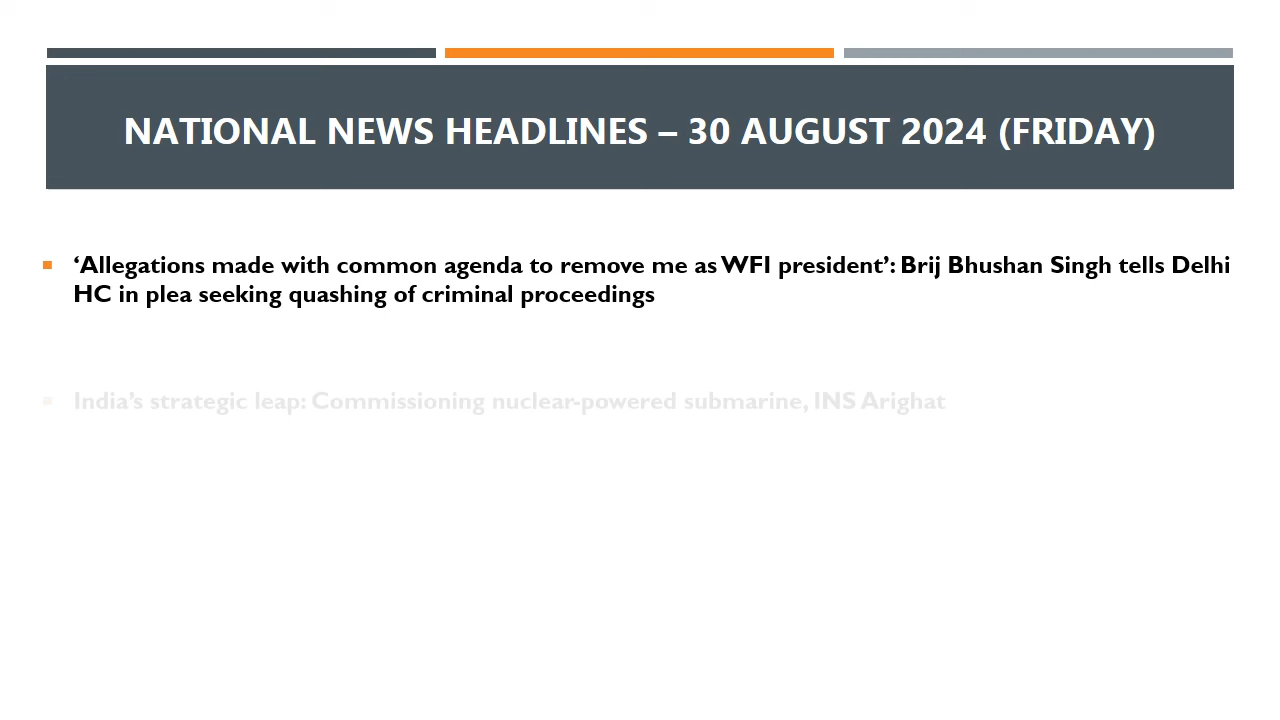 NATIONAL NEWS HEADLINES – 30 AUGUST 2024 (FRIDAY)
‘Allegations made with common agenda to remove me as WFI president’: Brij Bhushan Singh tells Delhi
HC in plea seeking quashing of criminal proceedings
India’s strategic leap: Commissioning nuclear-powered submarine, INS Arighat